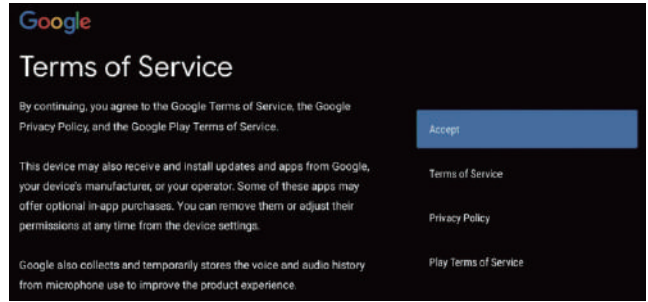 Google
Terms of Service
By continuing, you agree to the Google Terms of Service, the Google
Privacy Policy, and the Google Play Terms of Service.
This device may also receive and install updates and apps from Google,
your device's manufacturer, or your operator. Some of these apps may
offer optional in-app purchases. You can remove them or adjust their
permissions at any time from the device settings.
Google also collects and temporarily stores the voice and audio history
from microphone use to improve the product experience.
Accept
Terms of Service
Privacy Policy
Play Terms of Service